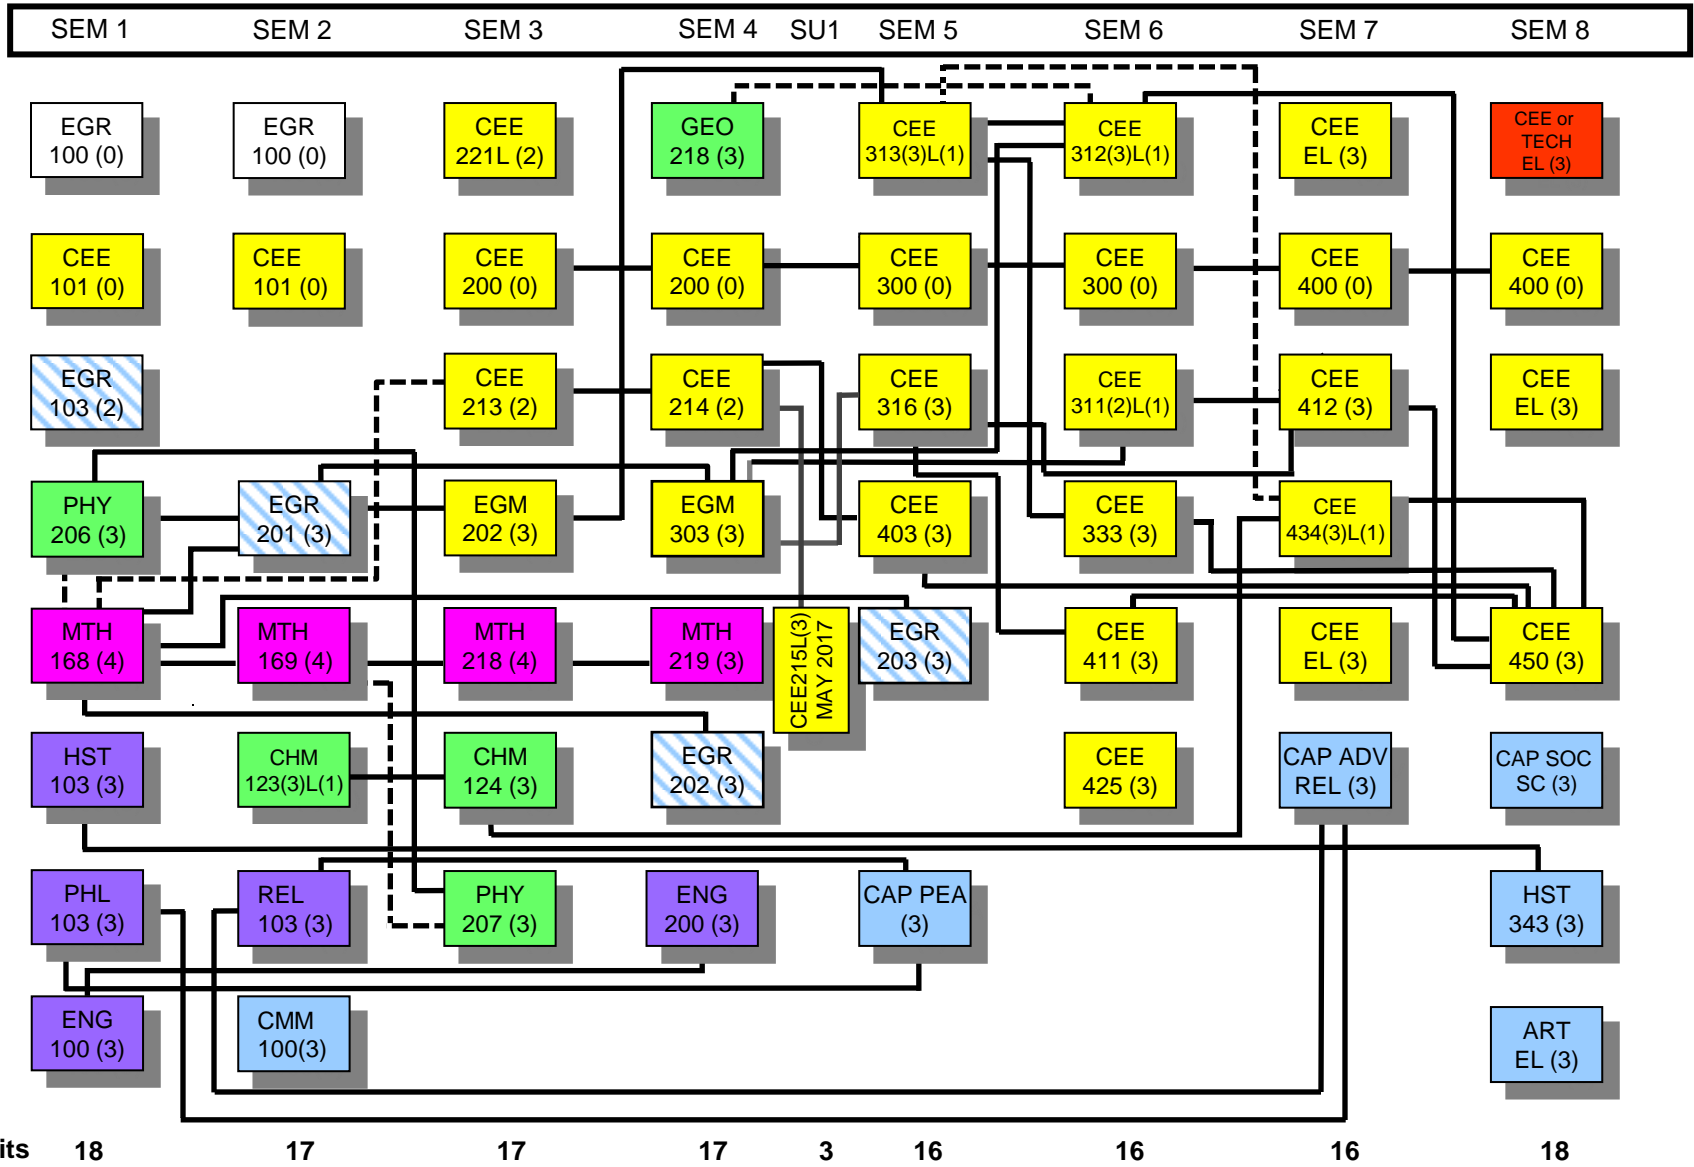 SEM 1 SEM 2 SEM 3 SEM 4 SU1 SEM 5 SEM 6 SEM 7 SEM 8
EGR
100 (0)
EGR
100 (0)
CEE
221L (2)
GEO
218 (3)
CEE
313(3)L(1)
CEE
312(3)L(1)
CEE
EL (3)
CEE or
TECH
EL (3)
CEE
101 (0)
CEE
101 (0)
CEE
200 (0)
CEE
200 (0)
CEE
300 (0)
CEE
300 (0)
CEE
400 (0)
CEE
400 (0)
EGR
103 (2)
CEE
213 (2)
CEE
214 (2)
CEE
316 (3)
CEE
311(2)L(1)
CEE
412 (3)
CEE
EL (3)
PHY
206 (3)
EGR
201 (3)
EGM
202 (3)
EGM
303 (3)
CEE
403 (3)
CEE
333 (3)
CEE
434(3)L(1)
MTH
168 (4)
MTH
169 (4)
MTH
218 (4)
MTH
219 (3)
CEE215L(3)
MAY 2017
EGR
203 (3)
CEE
411 (3)
CEE
EL (3)
CEE
450 (3)
HST
103 (3)
CHM
123(3)L(1)
CHM
124 (3)
EGR
202 (3)
CEE
425 (3)
CAP ADV
REL (3)
CAP SOC
SC (3)
PHL
103 (3)
REL
103 (3)
PHY
207 (3)
ENG
200 (3)
CAP PEA
(3)
HST
343 (3)
ENG
100 (3)
CMM
100(3)
ART
EL (3)
its 18 17 17 17 3 16 16 16 18